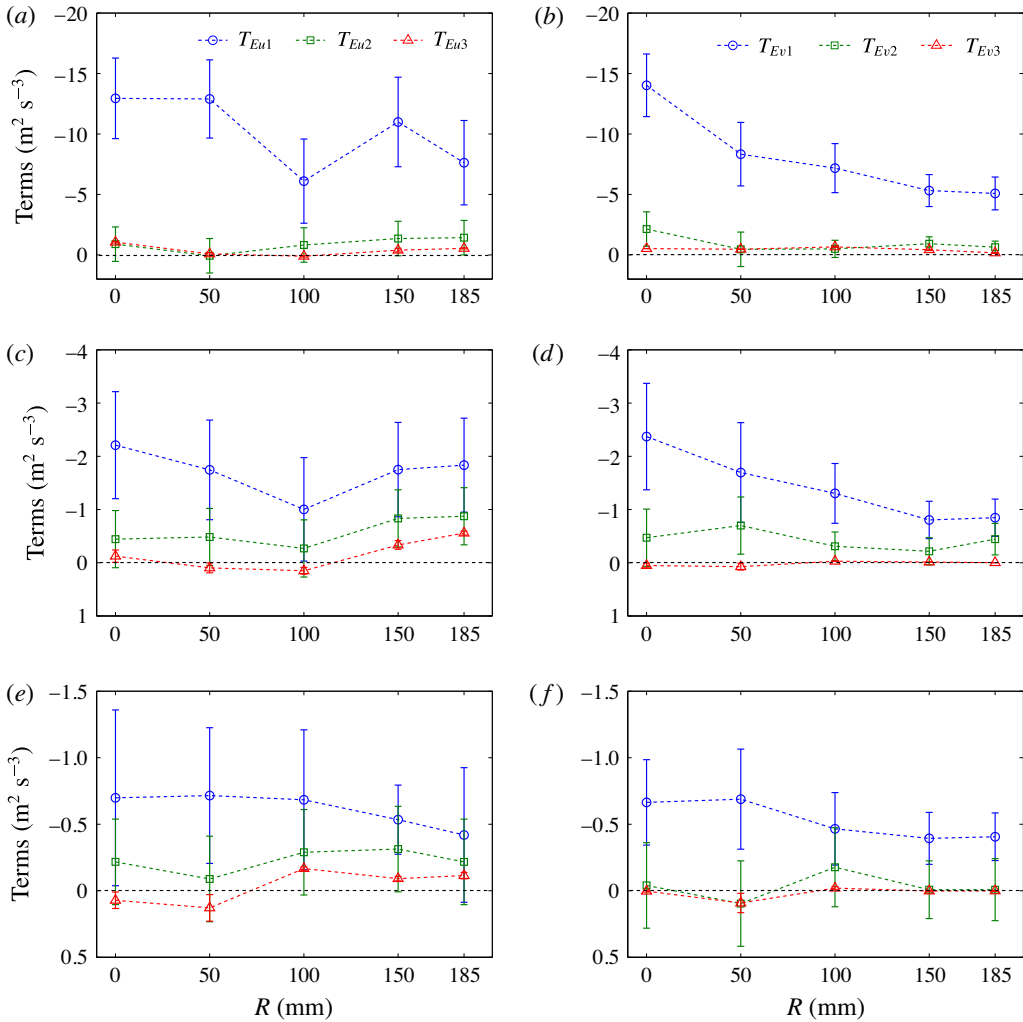 (a)
−20
−15
−10
−5
0
Terms (m² s⁻³)
T_Eu1 T_Eu2 T_Eu3
0 50 100 150 185
(b)
−20
−15
−10
−5
0
T_Ev1 T_Ev2 T_Ev3
0 50 100 150 185
(c)
−4
−3
−2
−1
0
1
Terms (m² s⁻³)
0 50 100 150 185
(d)
−4
−3
−2
−1
0
1
0 50 100 150 185
(e)
−1.5
−1.0
−0.5
0
0.5
Terms (m² s⁻³)
0 50 100 150 185
R (mm)
(f)
−1.5
−1.0
−0.5
0
0.5
0 50 100 150 185
R (mm)